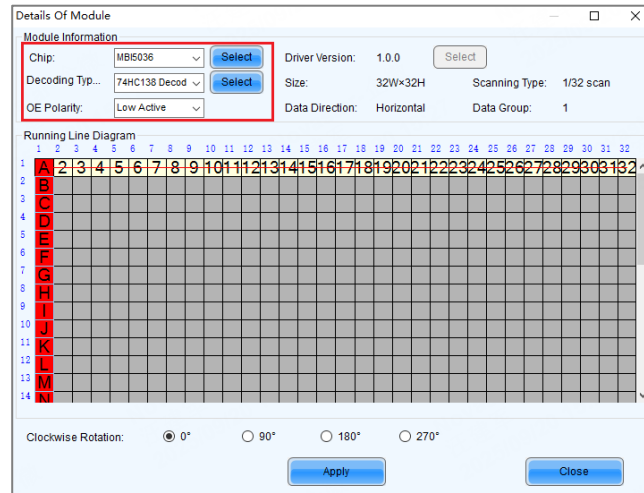 Details Of Module
Module Information
Chip: MBI5036 Select Driver Version: 1.0.0 Select
Decoding Typ... 74HC138 Decod Select Size: 32W×32H Scanning Type: 1/32 scan
OE Polarity: Low Active Data Direction: Horizontal Data Group: 1
Running Line Diagram
1 2 3 4 5 6 7 8 9 10 11 12 13 14 15 16 17 18 19 20 21 22 23 24 25 26 27 28 29 30 31 32
1 A 2 3 4 5 6 7 8 9 10 11 12 13 14 15 16 17 18 19 20 21 22 23 24 25 26 27 28 29 30 31 32
2 B
3 C
4 D
5 E
6 F
7 G
8 H
9 I
10 J
11 K
12 L
13 M
14 N
Clockwise Rotation: 0° 90° 180° 270°
Apply Close